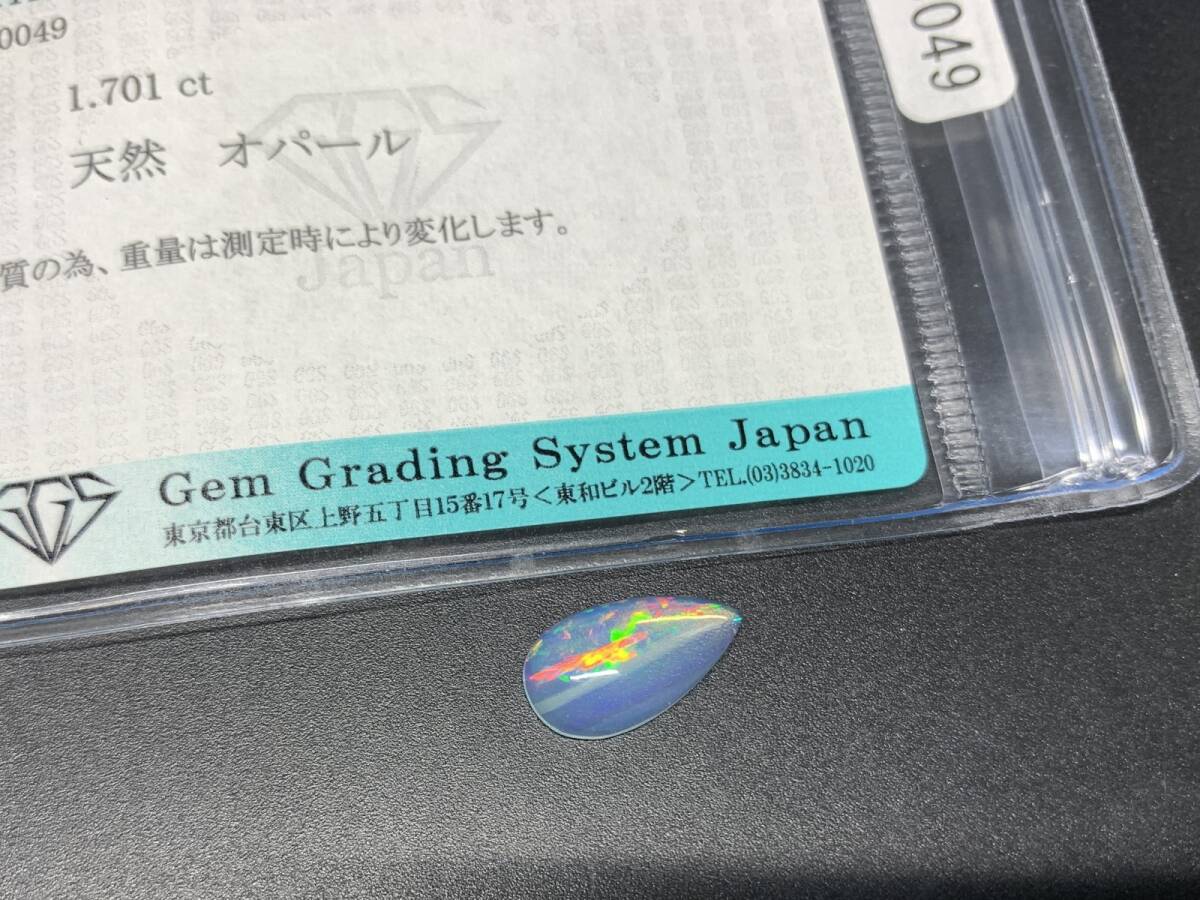 0049
1.701 ct
天然 オパール
質の為、重量は測定時により変化します。
Japan
GGS
Gem Grading System Japan
東京都台東区上野五丁目15番17号＜東和ビル2階＞TEL.(03)3834-1020
049